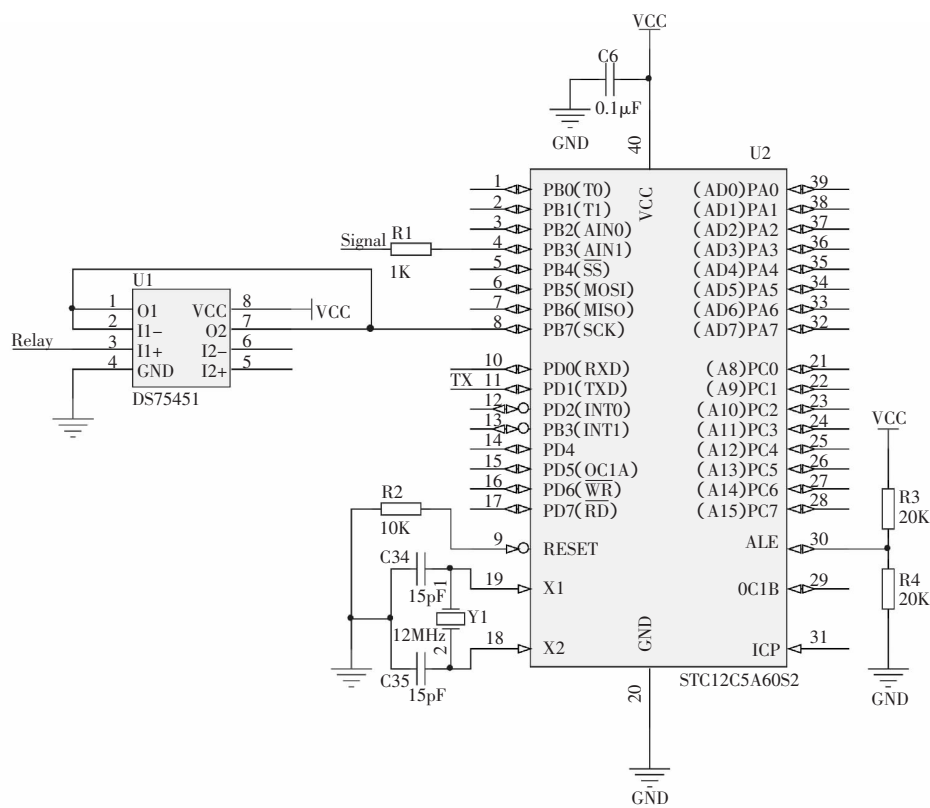 VCC
C6
0.1μF
GND
40
U2
VCC
1 PB0(T0) (AD0)PA0 39
2 PB1(T1) (AD1)PA1 38
3 PB2(AIN0) (AD2)PA2 37
Signal R1 4 PB3(AIN1) (AD3)PA3 36
1K 5 PB4(SS) (AD4)PA4 35
U1 6 PB5(MOSI) (AD5)PA5 34
1 O1 VCC 8 VCC 7 PB6(MISO) (AD6)PA6 33
2 I1- O2 7 8 PB7(SCK) (AD7)PA7 32
Relay 3 I1+ I2- 6
4 GND I2+ 5 10 PD0(RXD) (A8)PC0 21
DS75451 TX 11 PD1(TXD) (A9)PC1 22
12 PD2(INT0) (A10)PC2 23
13 PB3(INT1) (A11)PC3 24
VCC
14 PD4 (A12)PC4 25
15 PD5(OC1A) (A13)PC5 26
16 PD6(WR) (A14)PC6 27
17 PD7(RD) (A15)PC7 28
R2
10K
R3
20K
9 RESET ALE 30
C34
15pF
19 X1 OC1B 29
R4
20K
1
Y1
12MHz
2
18 X2 ICP 31
C35
15pF
GND
20
STC12C5A60S2
GND
GND